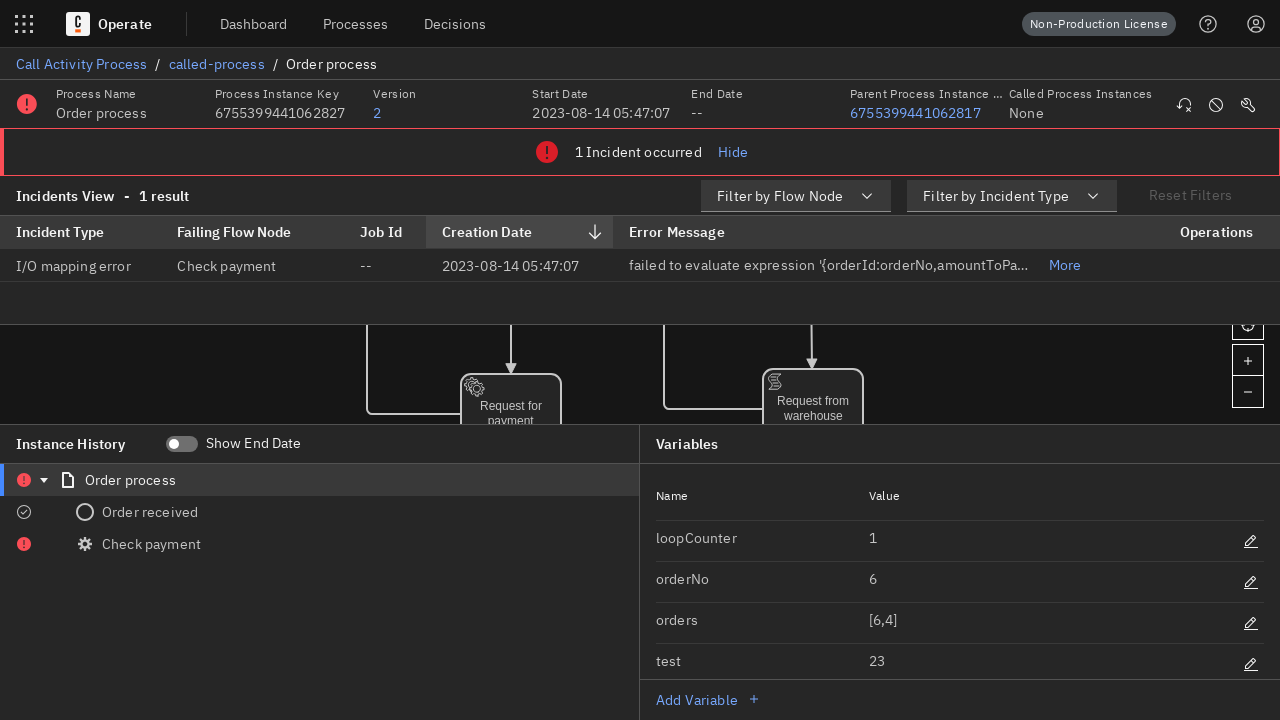 Operate
Dashboard
Processes
Decisions
Non-Production License
Call Activity Process / called-process / Order process
Process Name
Order process
Process Instance Key
6755399441062827
Version
2
Start Date
2023-08-14 05:47:07
End Date
--
Parent Process Instance ...
6755399441062817
Called Process Instances
None
1 Incident occurred Hide
Incidents View - 1 result
Filter by Flow Node
Filter by Incident Type
Reset Filters
Incident Type Failing Flow Node Job Id Creation Date Error Message Operations
I/O mapping error Check payment -- 2023-08-14 05:47:07 failed to evaluate expression '{orderId:orderNo,amountToPa... More
Request for
payment
Request from
warehouse
Instance History
Show End Date
Order process
Order received
Check payment
Variables
Name Value
loopCounter 1
orderNo 6
orders [6,4]
test 23
Add Variable +